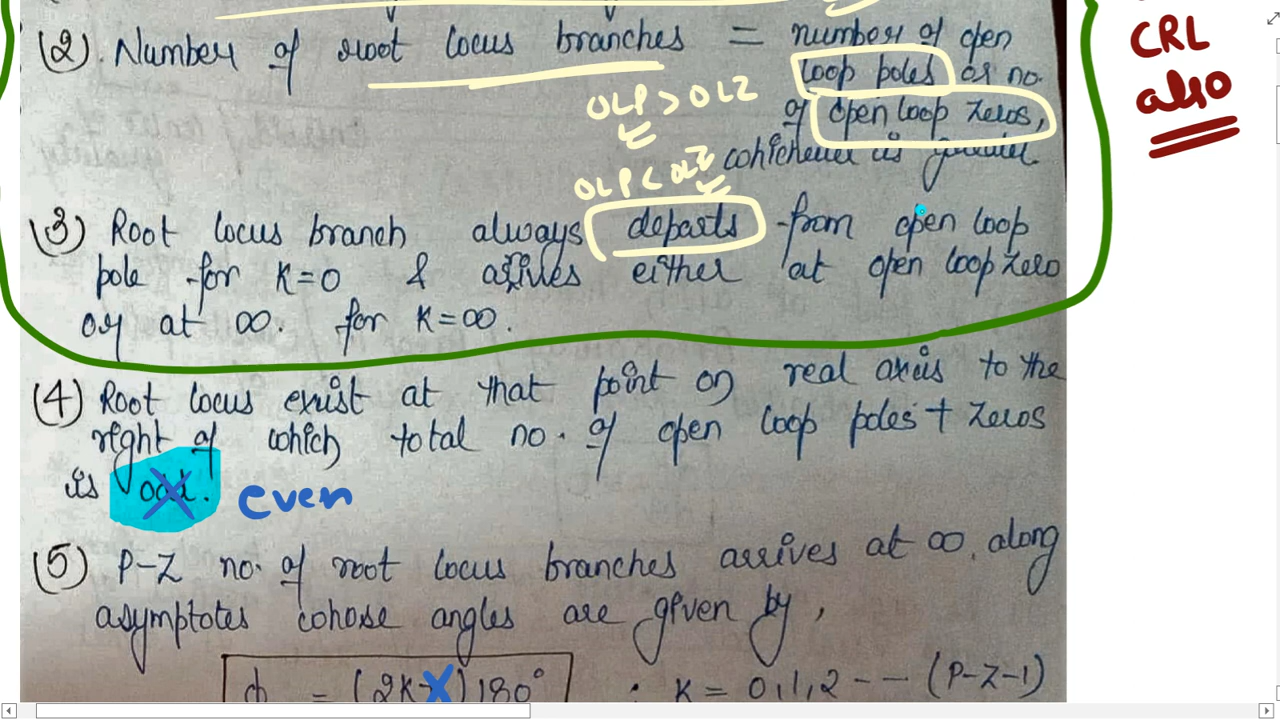 (2). Number of root locus branches = number of open
loop poles or no.
of open loop zeros,
whichever is greater.
OLP > OLZ
OLP < OLZ
CRL
also
(3) Root locus branch always departs from open loop
pole for K=0 & arrives either at open loop zero
or at ∞. for K=∞.
(4) Root locus exist at that point on real axis to the
right of which total no. of open loop poles + zeros
is odd. even
(5) P-Z no. of root locus branches arrives at ∞ along
asymptotes whose angles are given by,
= (2K+ )180° ; K = 0,1,2 --- (P-Z-1)